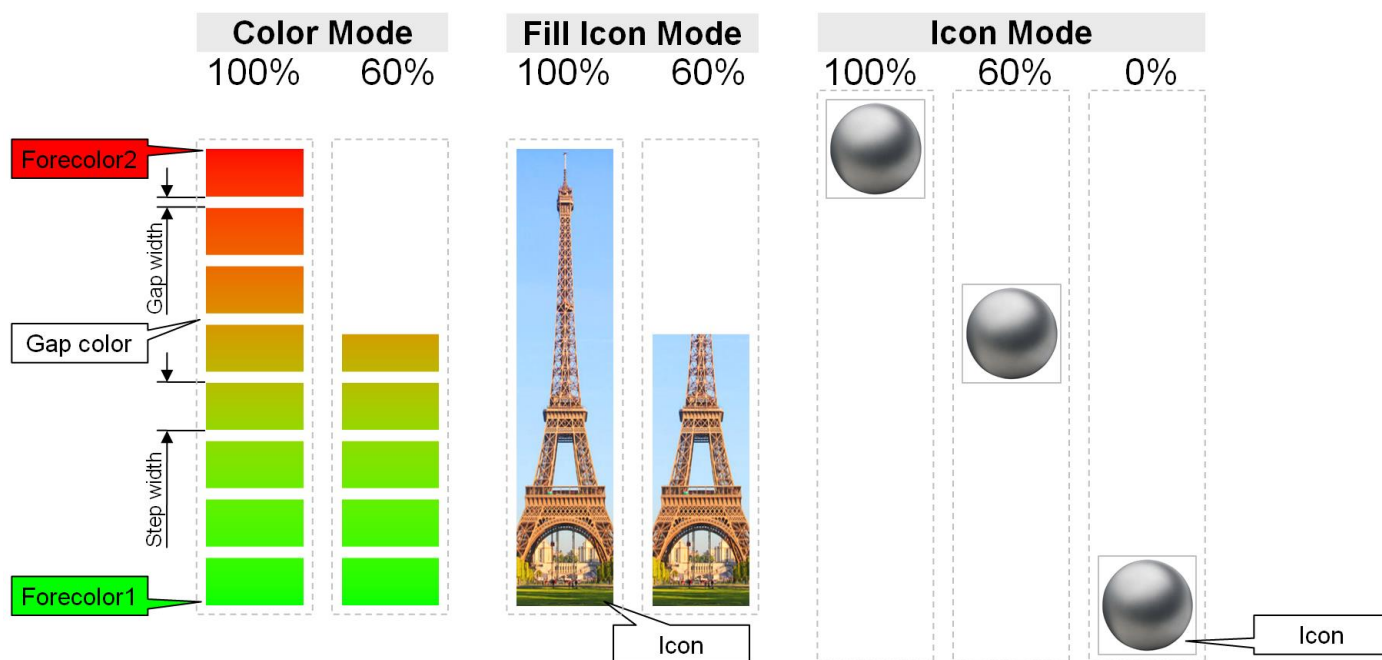 Color Mode
100% 60%
Fill Icon Mode
100% 60%
Icon Mode
100% 60% 0%
Forecolor2
Gap width
Gap color
Step width
Forecolor1
Icon
Icon